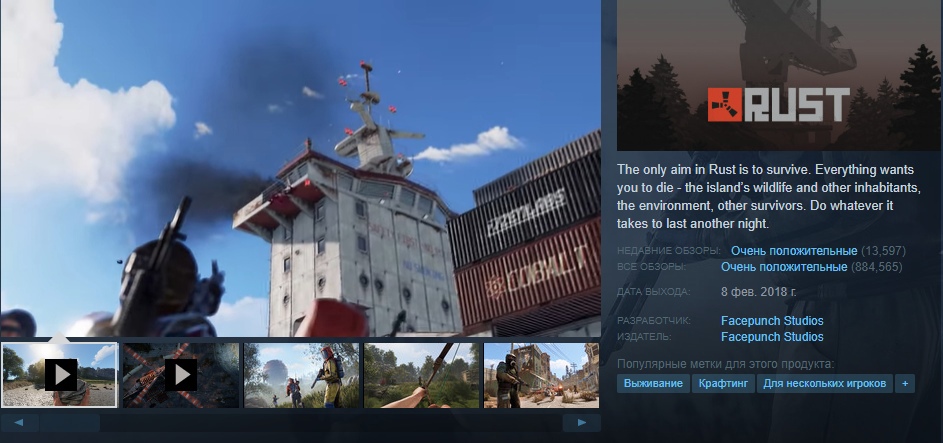 COBALT
RUST
The only aim in Rust is to survive. Everything wants
you to die - the island's wildlife and other inhabitants,
the environment, other survivors. Do whatever it
takes to last another night.
НЕДАВНИЕ ОБЗОРЫ: Очень положительные (13,597)
ВСЕ ОБЗОРЫ: Очень положительные (884,565)
ДАТА ВЫХОДА: 8 фев. 2018 г.
РАЗРАБОТЧИК: Facepunch Studios
ИЗДАТЕЛЬ: Facepunch Studios
Популярные метки для этого продукта:
Выживание Крафтинг Для нескольких игроков +